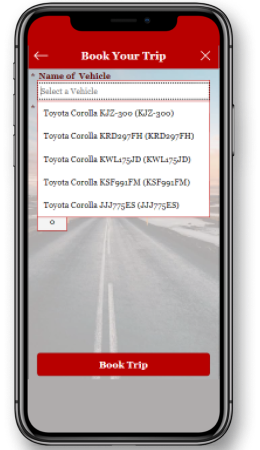 Book Your Trip
* Name of Vehicle
Select a Vehicle
*
Toyota Corolla KJZ-300 (KJZ-300)
Toyota Corolla KRD297FH (KRD297FH)
Toyota Corolla KWL175JD (KWL175JD)
Toyota Corolla KSF991FM (KSF991FM)
Toyota Corolla JJJ775ES (JJJ775ES)
0
Book Trip